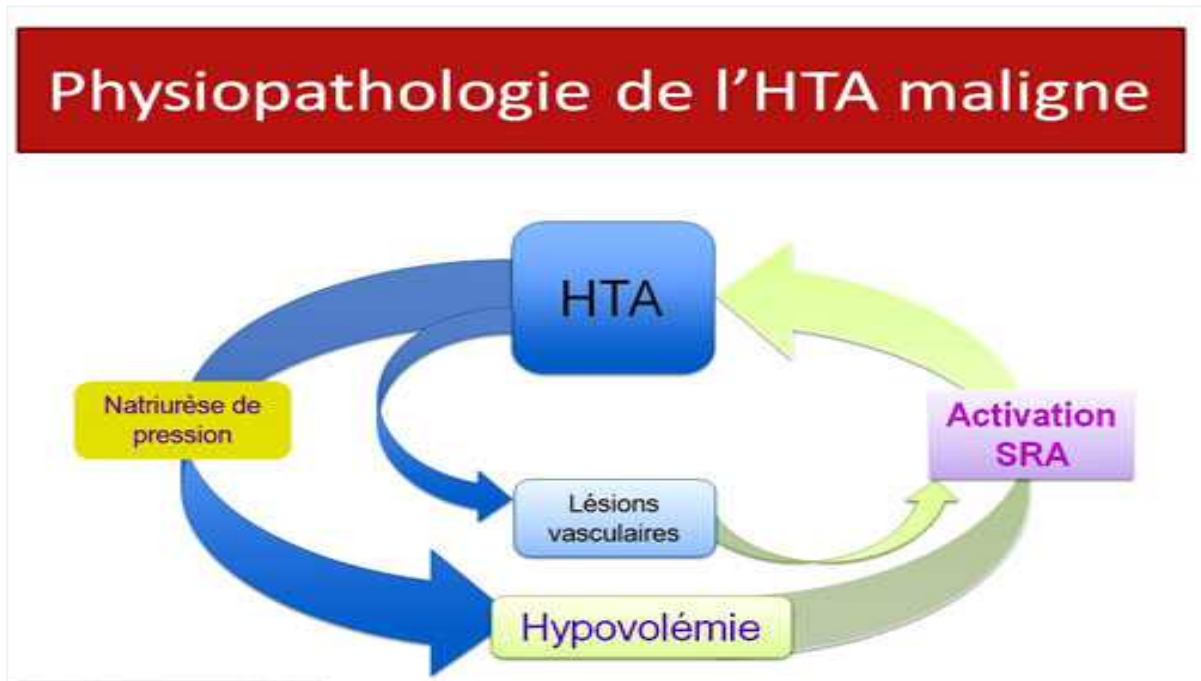 Physiopathologie de l'HTA maligne
HTA
Natriurèse de
pression
Activation
SRA
Lésions
vasculaires
Hypovolémie